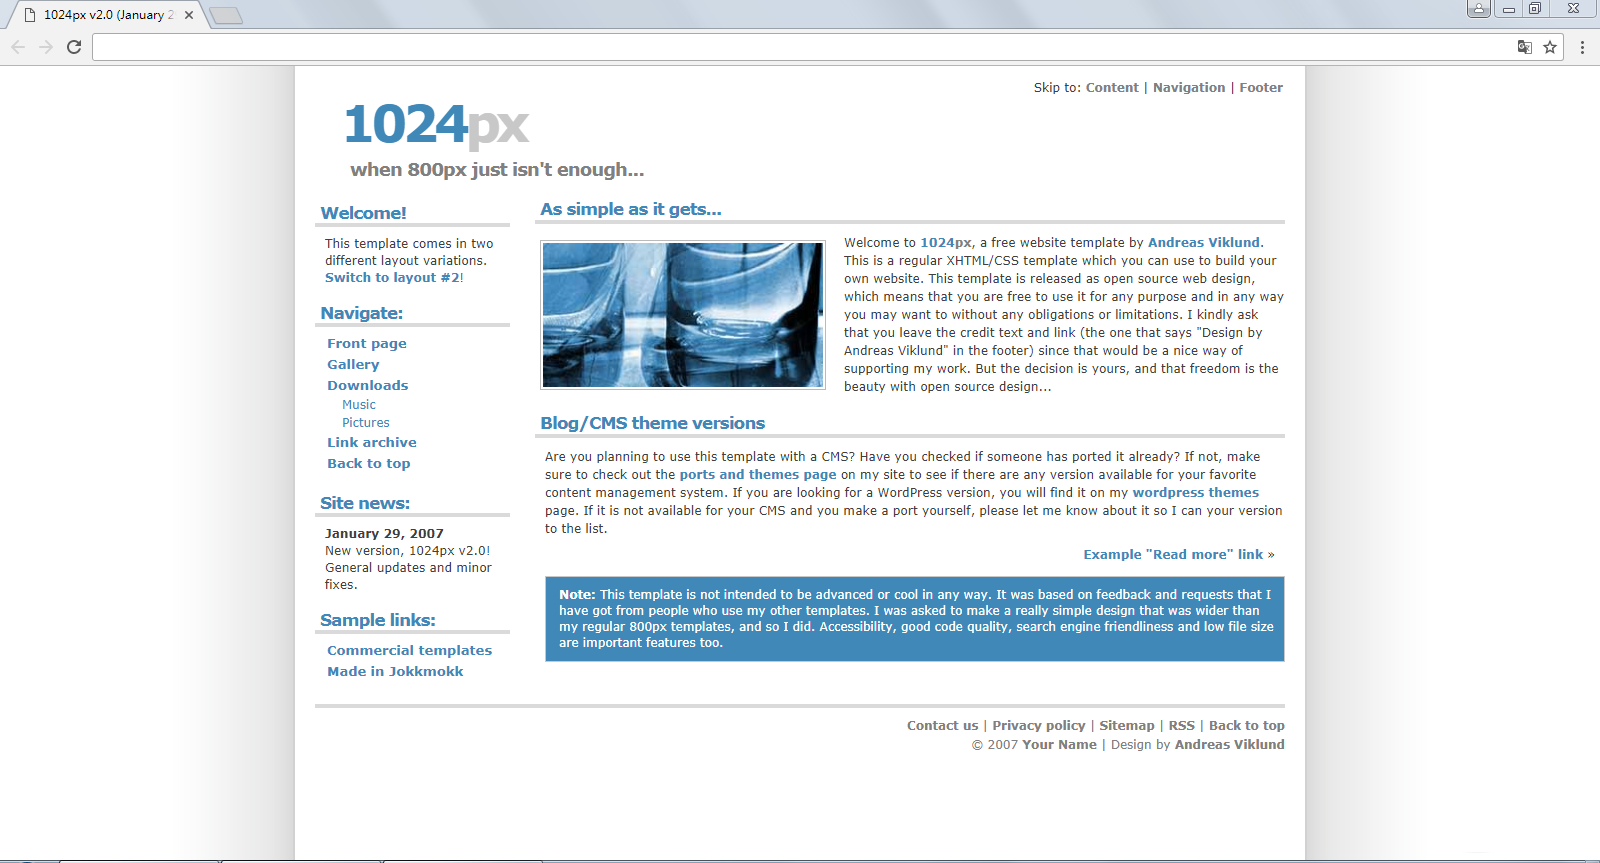 1024px v2.0 (January 2
Skip to: Content | Navigation | Footer
1024px
when 800px just isn't enough...
Welcome!
This template comes in two
different layout variations.
Switch to layout #2!
Navigate:
Front page
Gallery
Downloads
Music
Pictures
Link archive
Back to top
Site news:
January 29, 2007
New version, 1024px v2.0!
General updates and minor
fixes.
Sample links:
Commercial templates
Made in Jokkmokk
As simple as it gets...
Welcome to 1024px, a free website template by Andreas Viklund.
This is a regular XHTML/CSS template which you can use to build your
own website. This template is released as open source web design,
which means that you are free to use it for any purpose and in any way
you may want to without any obligations or limitations. I kindly ask
that you leave the credit text and link (the one that says "Design by
Andreas Viklund" in the footer) since that would be a nice way of
supporting my work. But the decision is yours, and that freedom is the
beauty with open source design...
Blog/CMS theme versions
Are you planning to use this template with a CMS? Have you checked if someone has ported it already? If not, make
sure to check out the ports and themes page on my site to see if there are any version available for your favorite
content management system. If you are looking for a WordPress version, you will find it on my wordpress themes
page. If it is not available for your CMS and you make a port yourself, please let me know about it so I can your version
to the list.
Example "Read more" link »
Note: This template is not intended to be advanced or cool in any way. It was based on feedback and requests that I
have got from people who use my other templates. I was asked to make a really simple design that was wider than
my regular 800px templates, and so I did. Accessibility, good code quality, search engine friendliness and low file size
are important features too.
Contact us | Privacy policy | Sitemap | RSS | Back to top
© 2007 Your Name | Design by Andreas Viklund